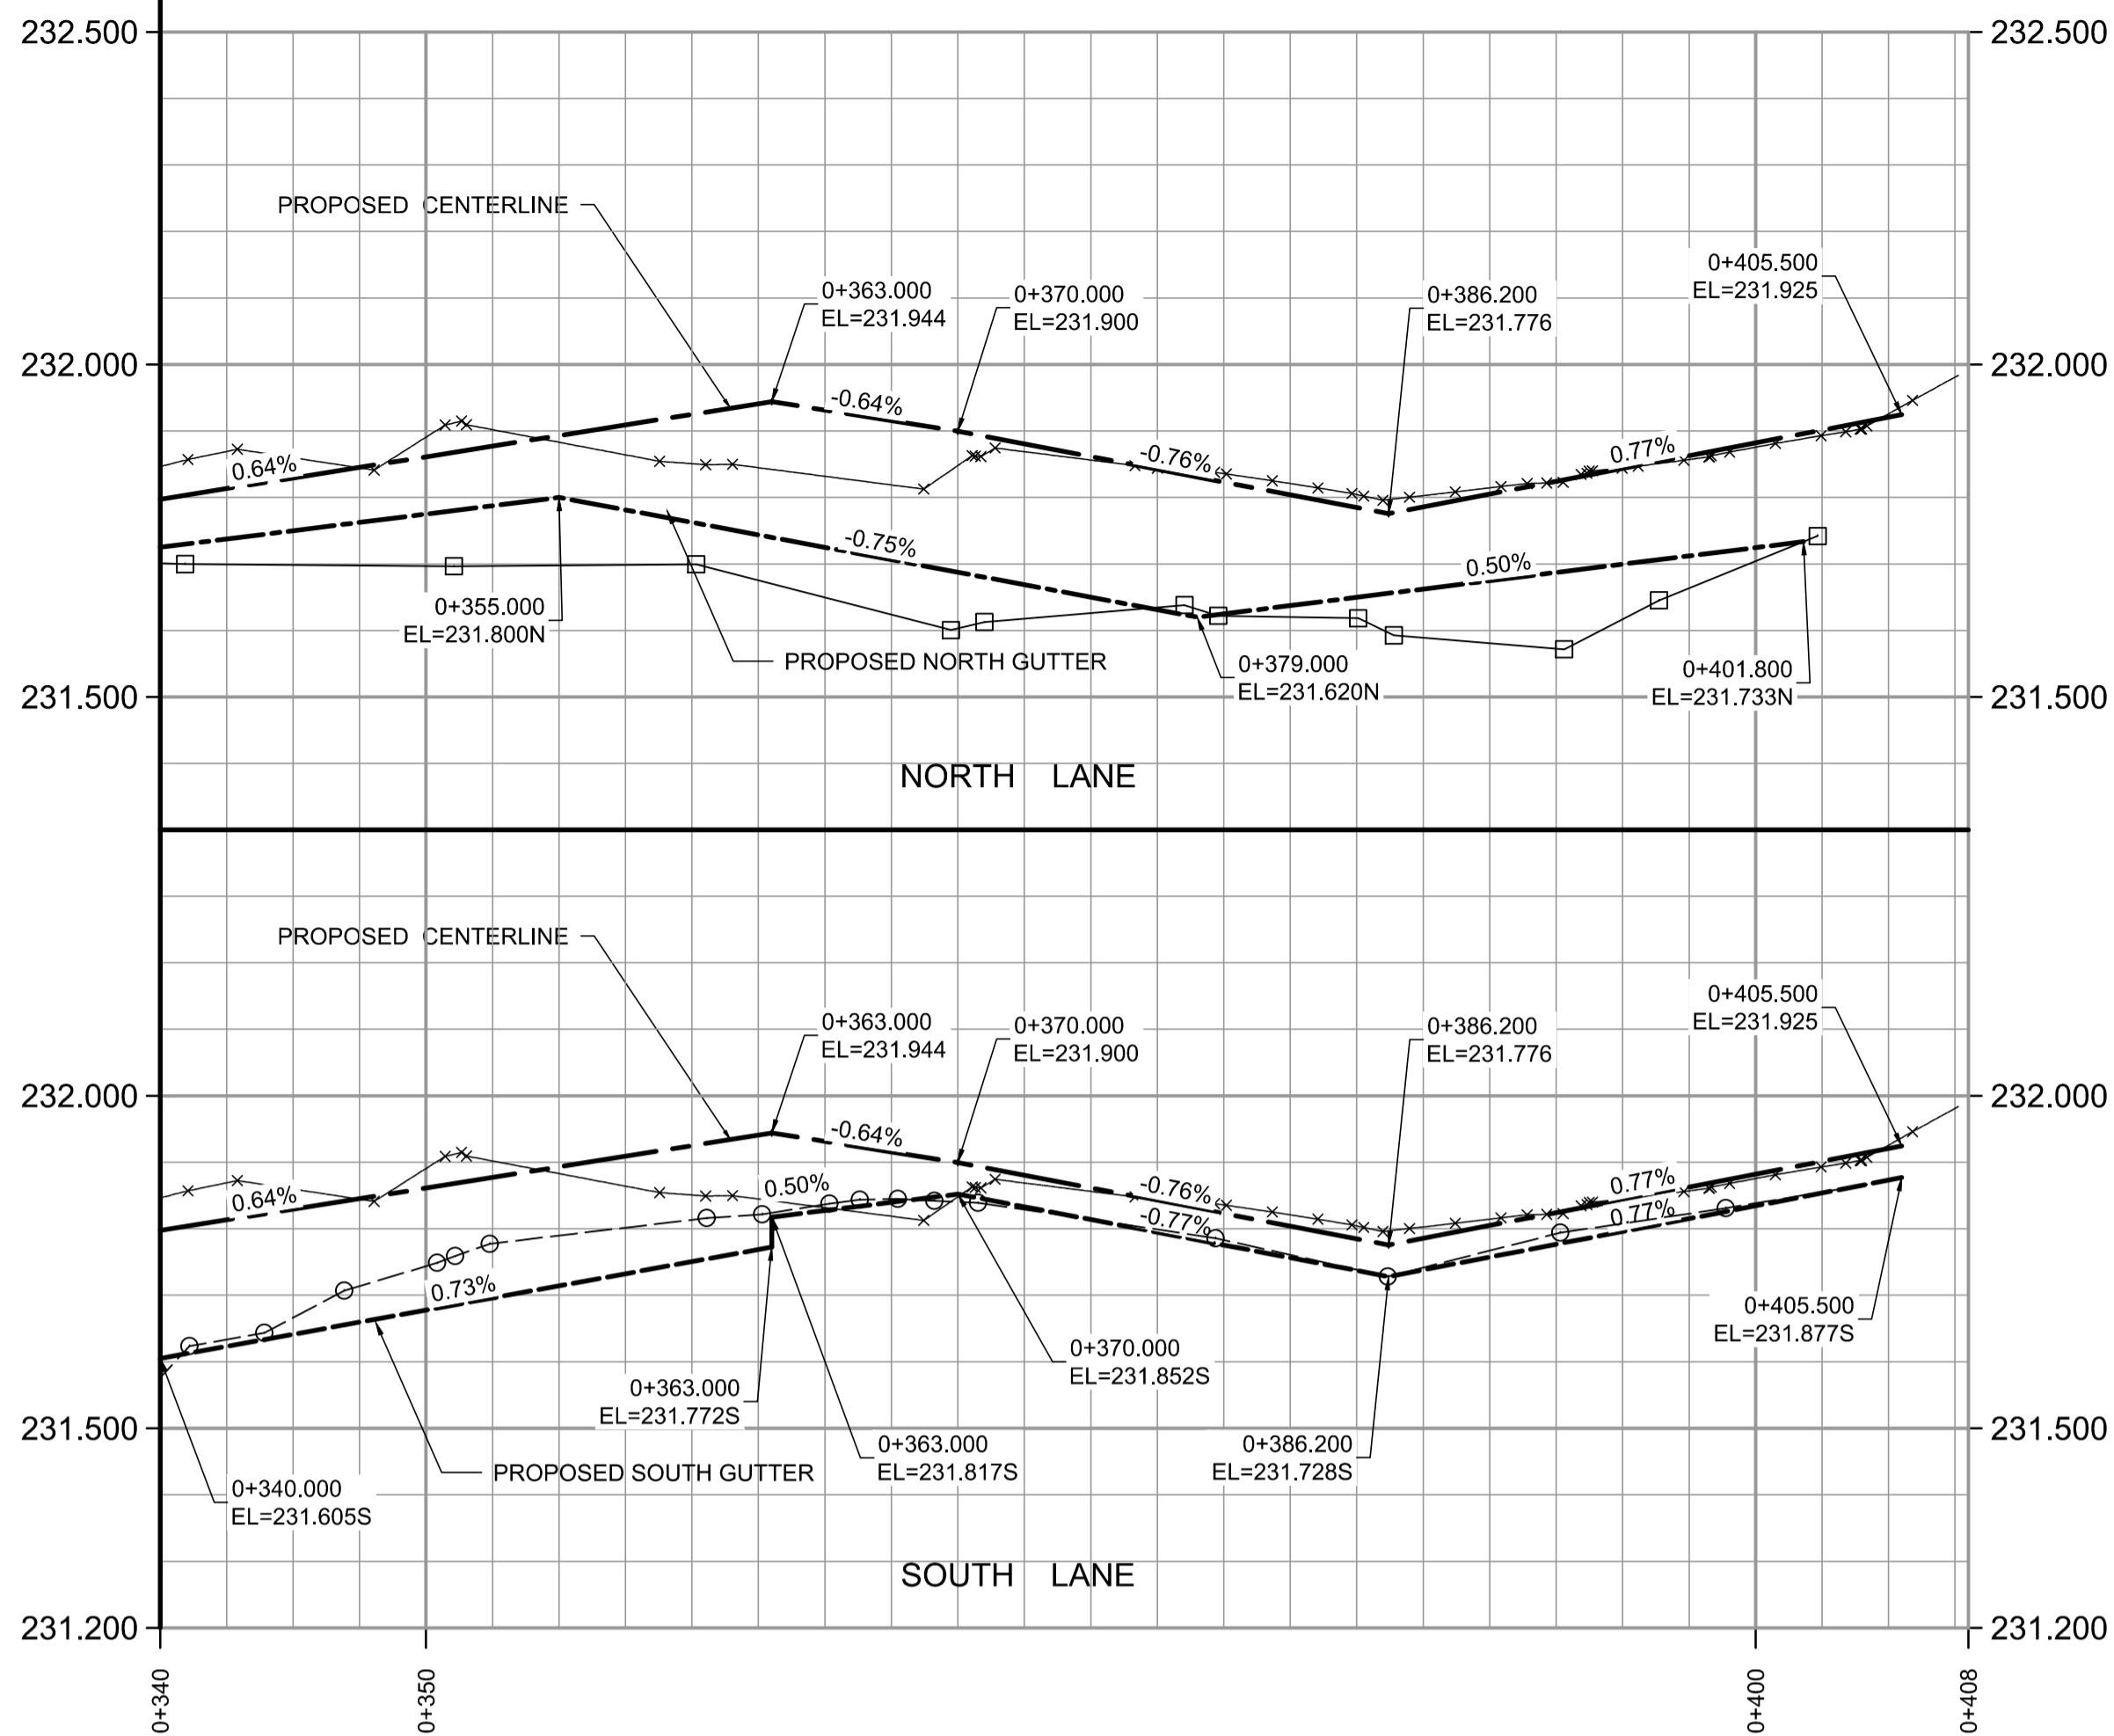 232.500
232.500
PROPOSED CENTERLINE
0+363.000
EL=231.944
0+370.000
EL=231.900
0+386.200
EL=231.776
0+405.500
EL=231.925
232.000
232.000
0.64%
-0.64%
-0.76%
0.77%
-0.75%
0.50%
0+355.000
EL=231.800N
PROPOSED NORTH GUTTER
0+379.000
EL=231.620N
0+401.800
EL=231.733N
231.500
231.500
NORTH LANE
PROPOSED CENTERLINE
0+363.000
EL=231.944
0+370.000
EL=231.900
0+386.200
EL=231.776
0+405.500
EL=231.925
232.000
232.000
0.64%
-0.64%
0.50%
-0.76%
-0.77%
0.77%
0.77%
0.73%
0+405.500
EL=231.877S
0+370.000
EL=231.852S
0+363.000
EL=231.772S
231.500
231.500
0+363.000
EL=231.817S
0+386.200
EL=231.728S
PROPOSED SOUTH GUTTER
0+340.000
EL=231.605S
SOUTH LANE
231.200
231.200
0+340
0+350
0+400
0+408